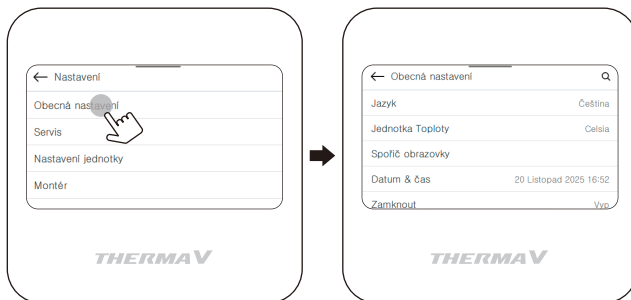 Nastavení
Obecná nastavení
Servis
Nastavení jednotky
Montér
THERMA V
Obecná nastavení
Jazyk Čeština
Jednotka Toploty Celsia
Spořič obrazovky
Datum & čas 20 Listopad 2025 16:52
Zamknout Vyp
THERMA V